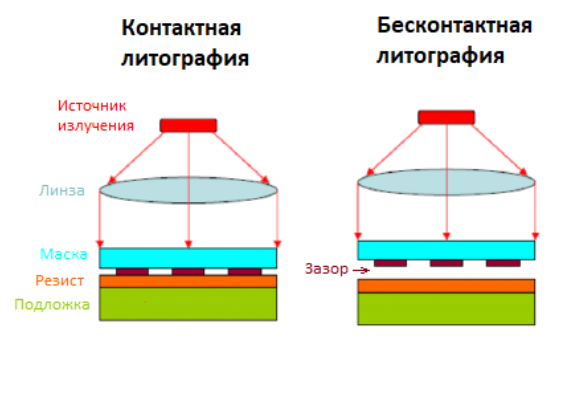 Контактная
литография
Бесконтактная
литография
Источник
излучения
Линза
Маска
Зазор
Резист
Подложка